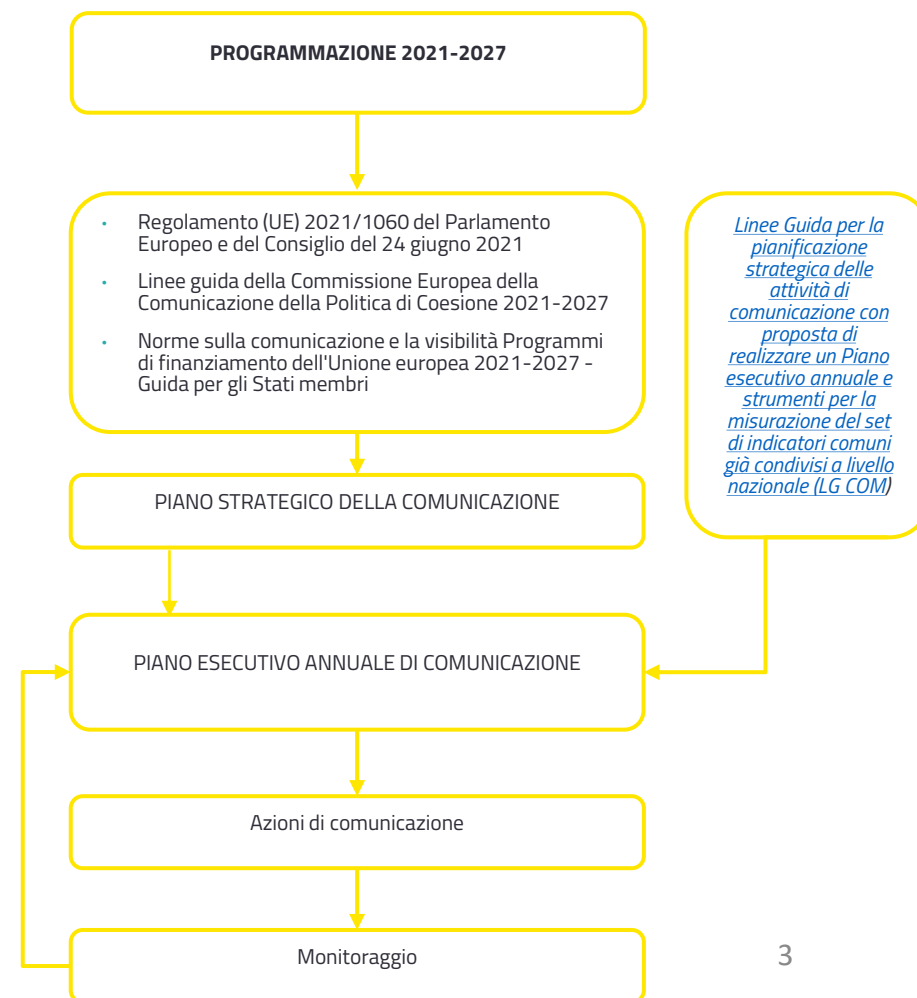 PROGRAMMAZIONE 2021-2027
· Regolamento (UE) 2021/1060 del Parlamento
Europeo e del Consiglio del 24 giugno 2021
· Linee guida della Commissione Europea della
Comunicazione della Politica di Coesione 2021-2027
· Norme sulla comunicazione e la visibilità Programmi
di finanziamento dell'Unione europea 2021-2027 -
Guida per gli Stati membri
Linee Guida per la
pianificazione
strategica delle
attività di
comunicazione con
proposta di
realizzare un Piano
esecutivo annuale e
strumenti per la
misurazione del set
di indicatori comuni
già condivisi a livello
nazionale (LG COM)
PIANO STRATEGICO DELLA COMUNICAZIONE
PIANO ESECUTIVO ANNUALE DI COMUNICAZIONE
Azioni di comunicazione
Monitoraggio
3